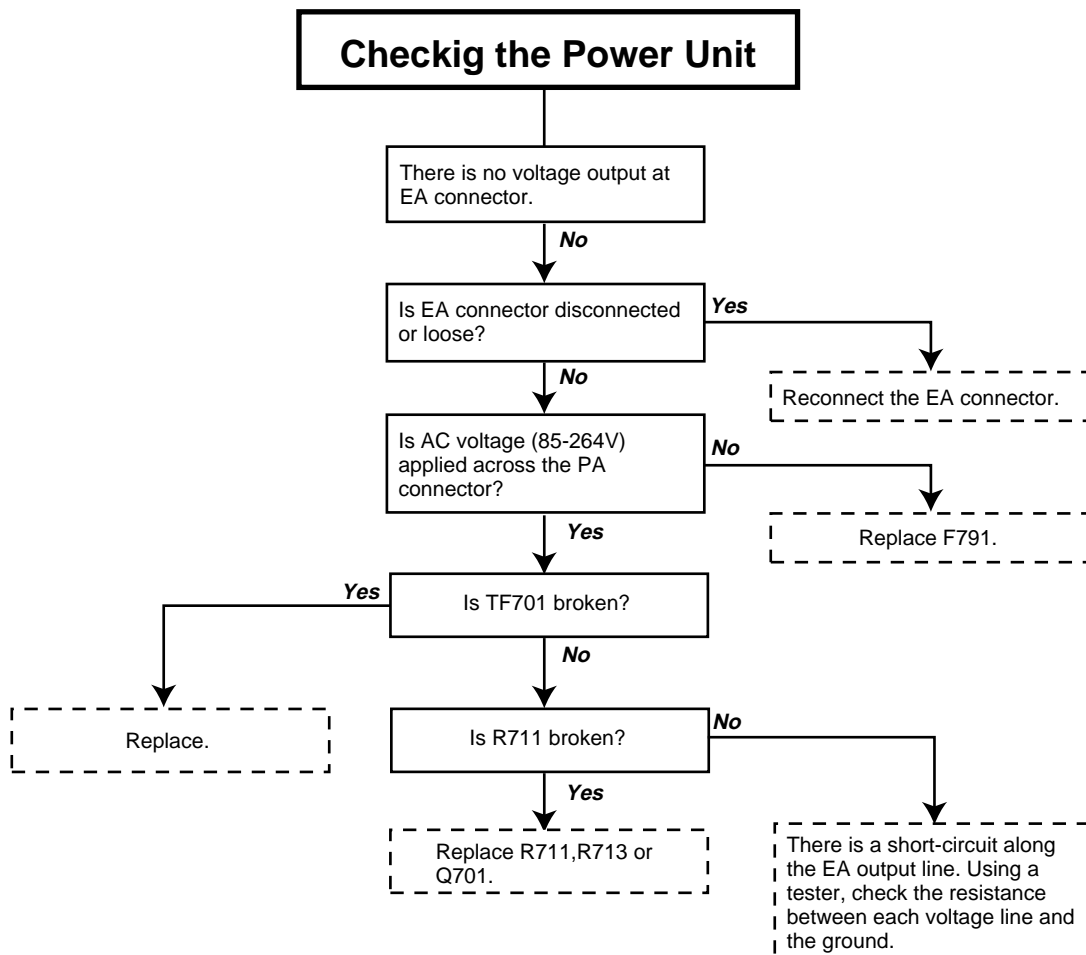 Checkig the Power Unit
There is no voltage output at
EA connector.
No
Is EA connector disconnected
or loose?
Yes
No
Reconnect the EA connector.
Is AC voltage (85-264V)
applied across the PA
connector?
No
Yes
Replace F791.
Yes
Is TF701 broken?
No
Replace.
Is R711 broken?
No
Yes
Replace R711,R713 or
Q701.
There is a short-circuit along
the EA output line. Using a
tester, check the resistance
between each voltage line and
the ground.